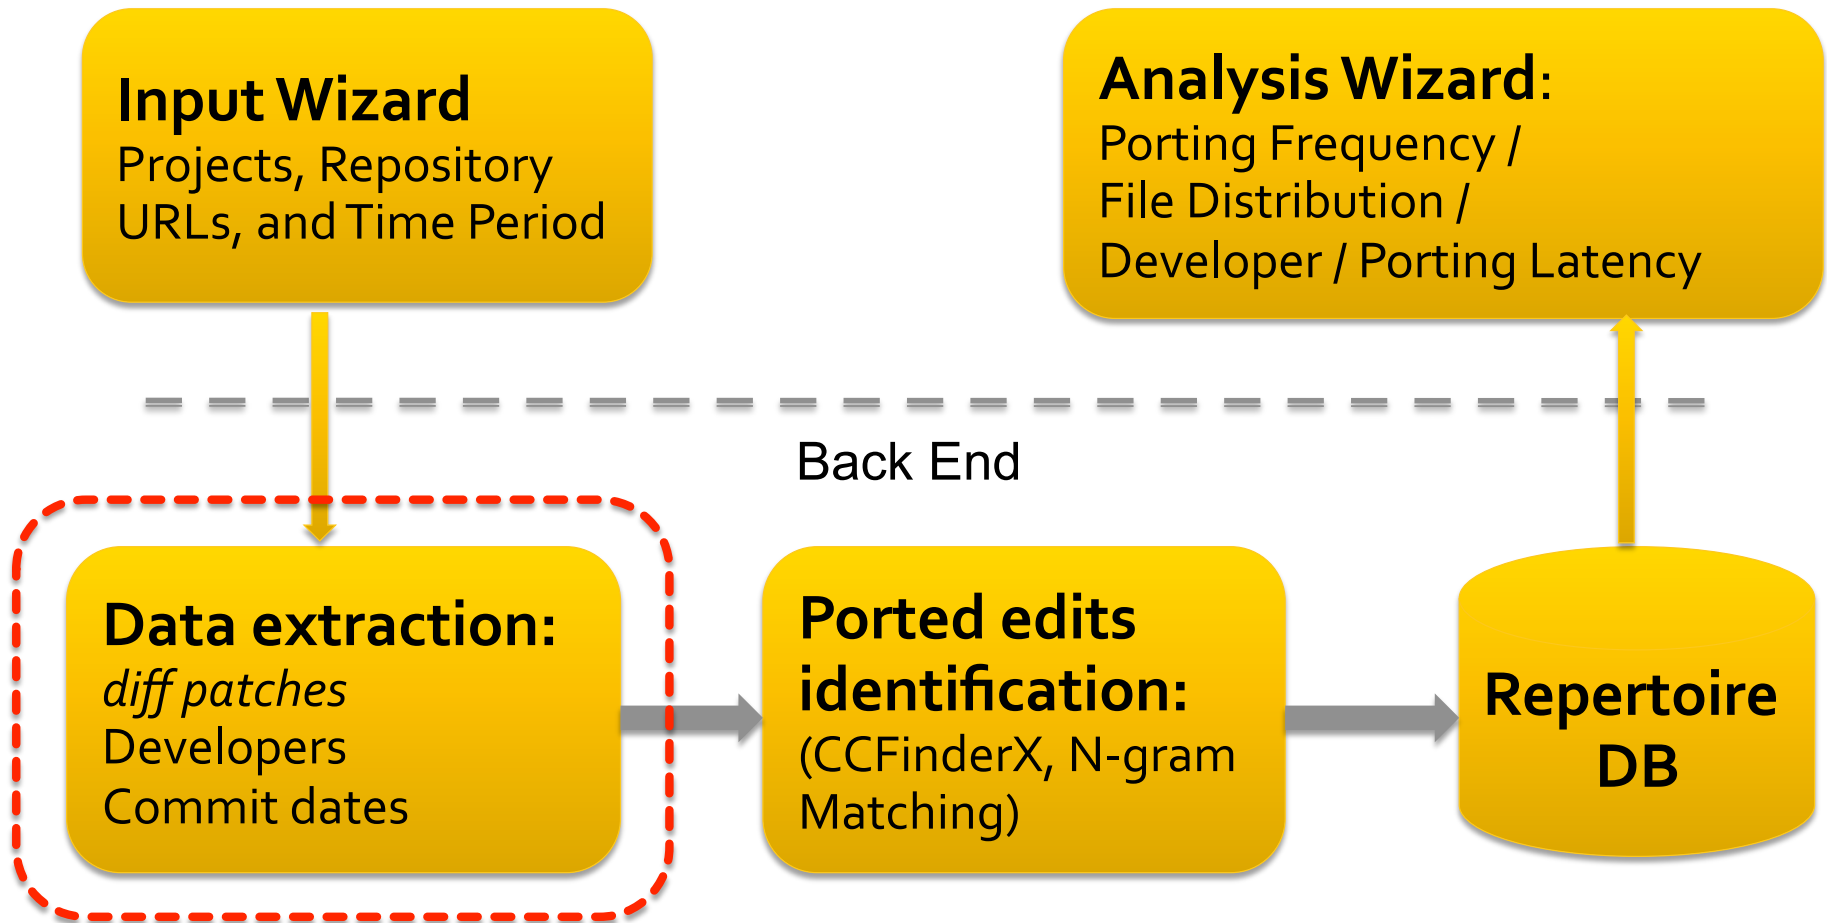 Input Wizard
Projects, Repository
URLs, and Time Period
Analysis Wizard:
Porting Frequency /
File Distribution /
Developer / Porting Latency
Back End
Data extraction:
diff patches
Developers
Commit dates
Ported edits
identification:
(CCFinderX, N-gram
Matching)
Repertoire
DB